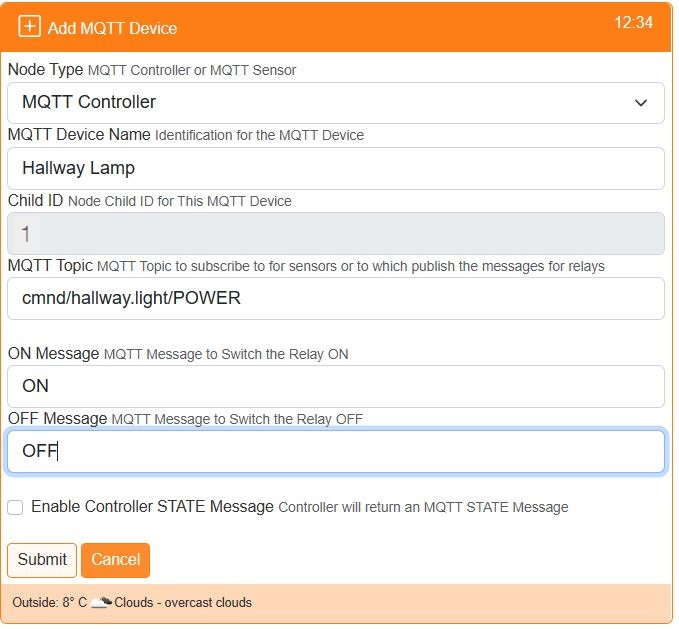 Add MQTT Device
12:34
Node Type MQTT Controller or MQTT Sensor
MQTT Controller
MQTT Device Name Identification for the MQTT Device
Hallway Lamp
Child ID Node Child ID for This MQTT Device
1
MQTT Topic MQTT Topic to subscribe to for sensors or to which publish the messages for relays
cmnd/hallway.light/POWER
ON Message MQTT Message to Switch the Relay ON
ON
OFF Message MQTT Message to Switch the Relay OFF
OFF
Enable Controller STATE Message Controller will return an MQTT STATE Message
Submit Cancel
Outside: 8° C Clouds - overcast clouds